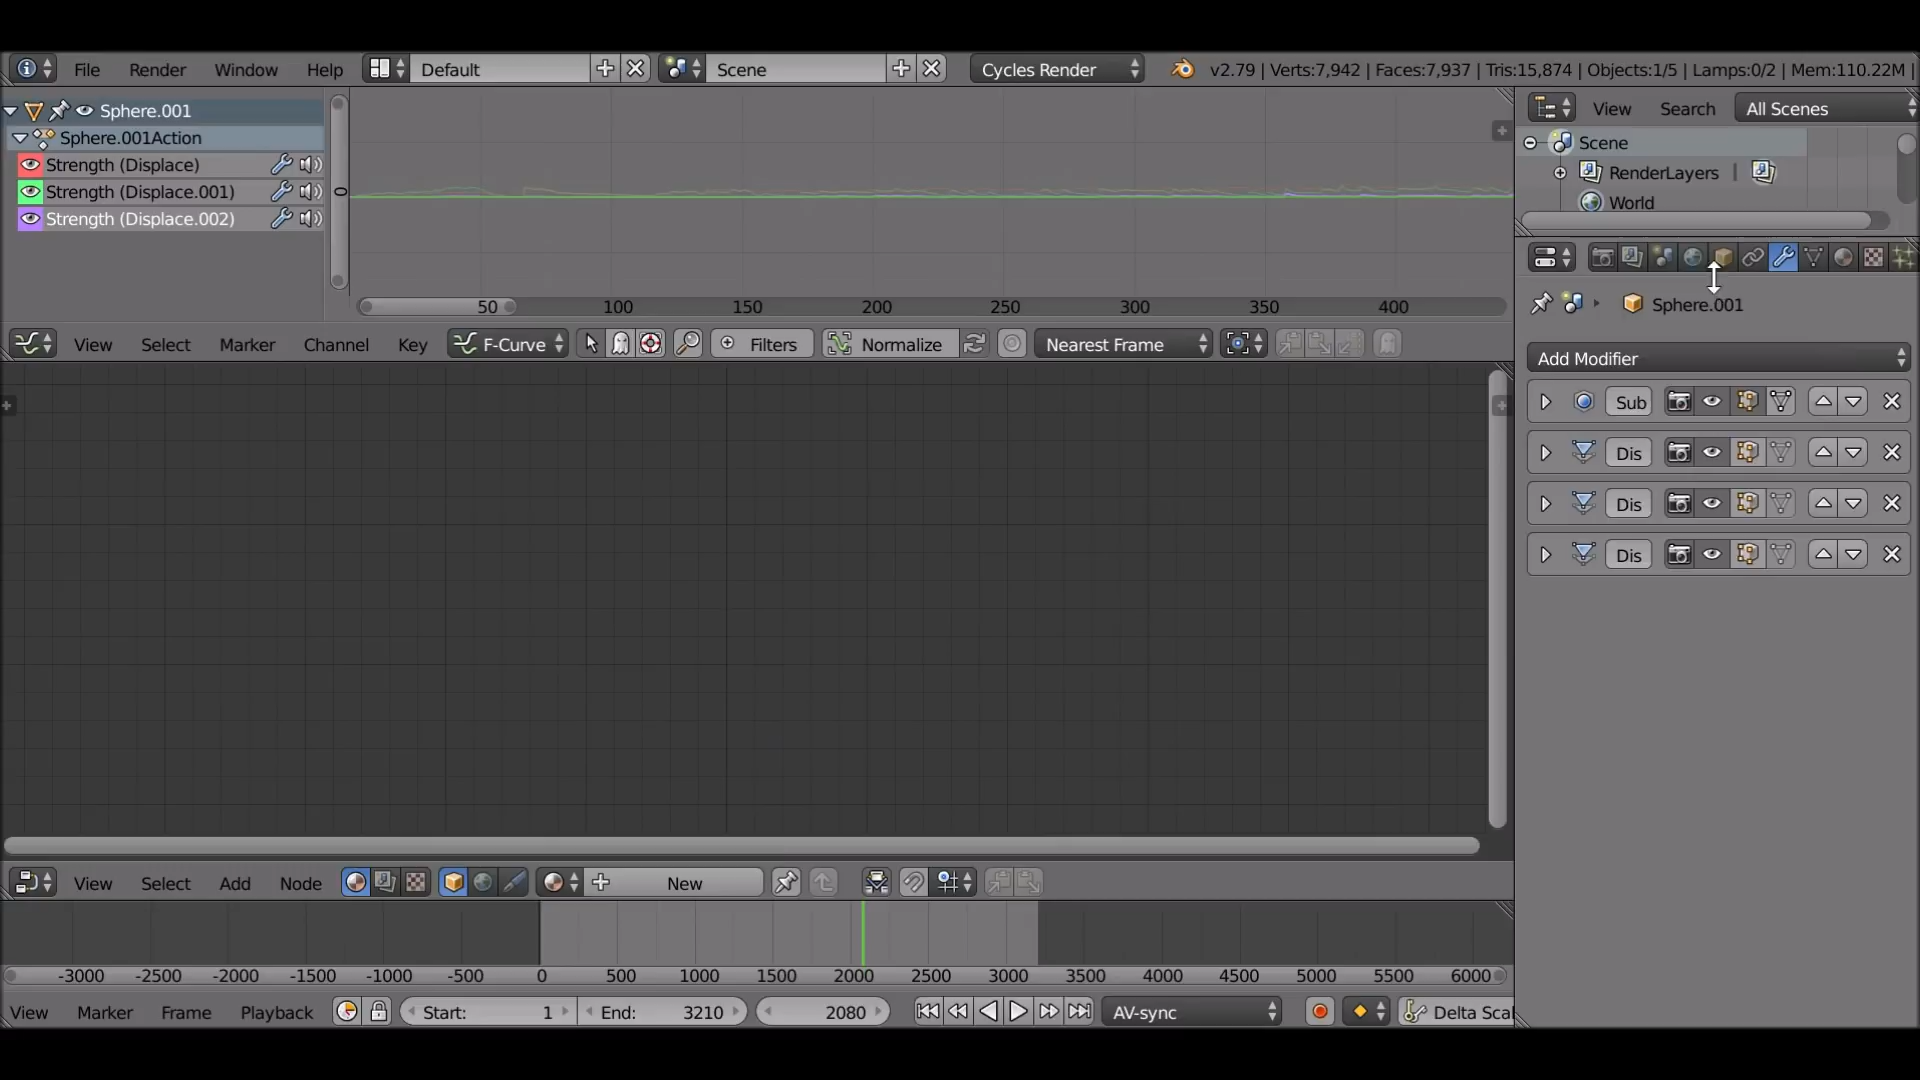 File Render Window Help Default Scene Cycles Render v2.79 | Verts:7,942 | Faces:7,937 | Tris:15,874 | Objects:1/5 | Lamps:0/2 | Mem:110.22M |
Sphere.001
Sphere.001Action
Strength (Displace)
Strength (Displace.001)
Strength (Displace.002)
0
50 100 150 200 250 300 350 400
View Select Marker Channel Key F-Curve Filters Normalize Nearest Frame
View Search All Scenes
Scene
RenderLayers |
World
Sphere.001
Add Modifier
Sub
Dis
Dis
Dis
View Select Add Node New
-3000 -2500 -2000 -1500 -1000 -500 0 500 1000 1500 2000 2500 3000 3500 4000 4500 5000 5500 6000
View Marker Frame Playback Start: 1 End: 3210 2080 AV-sync Delta Scal